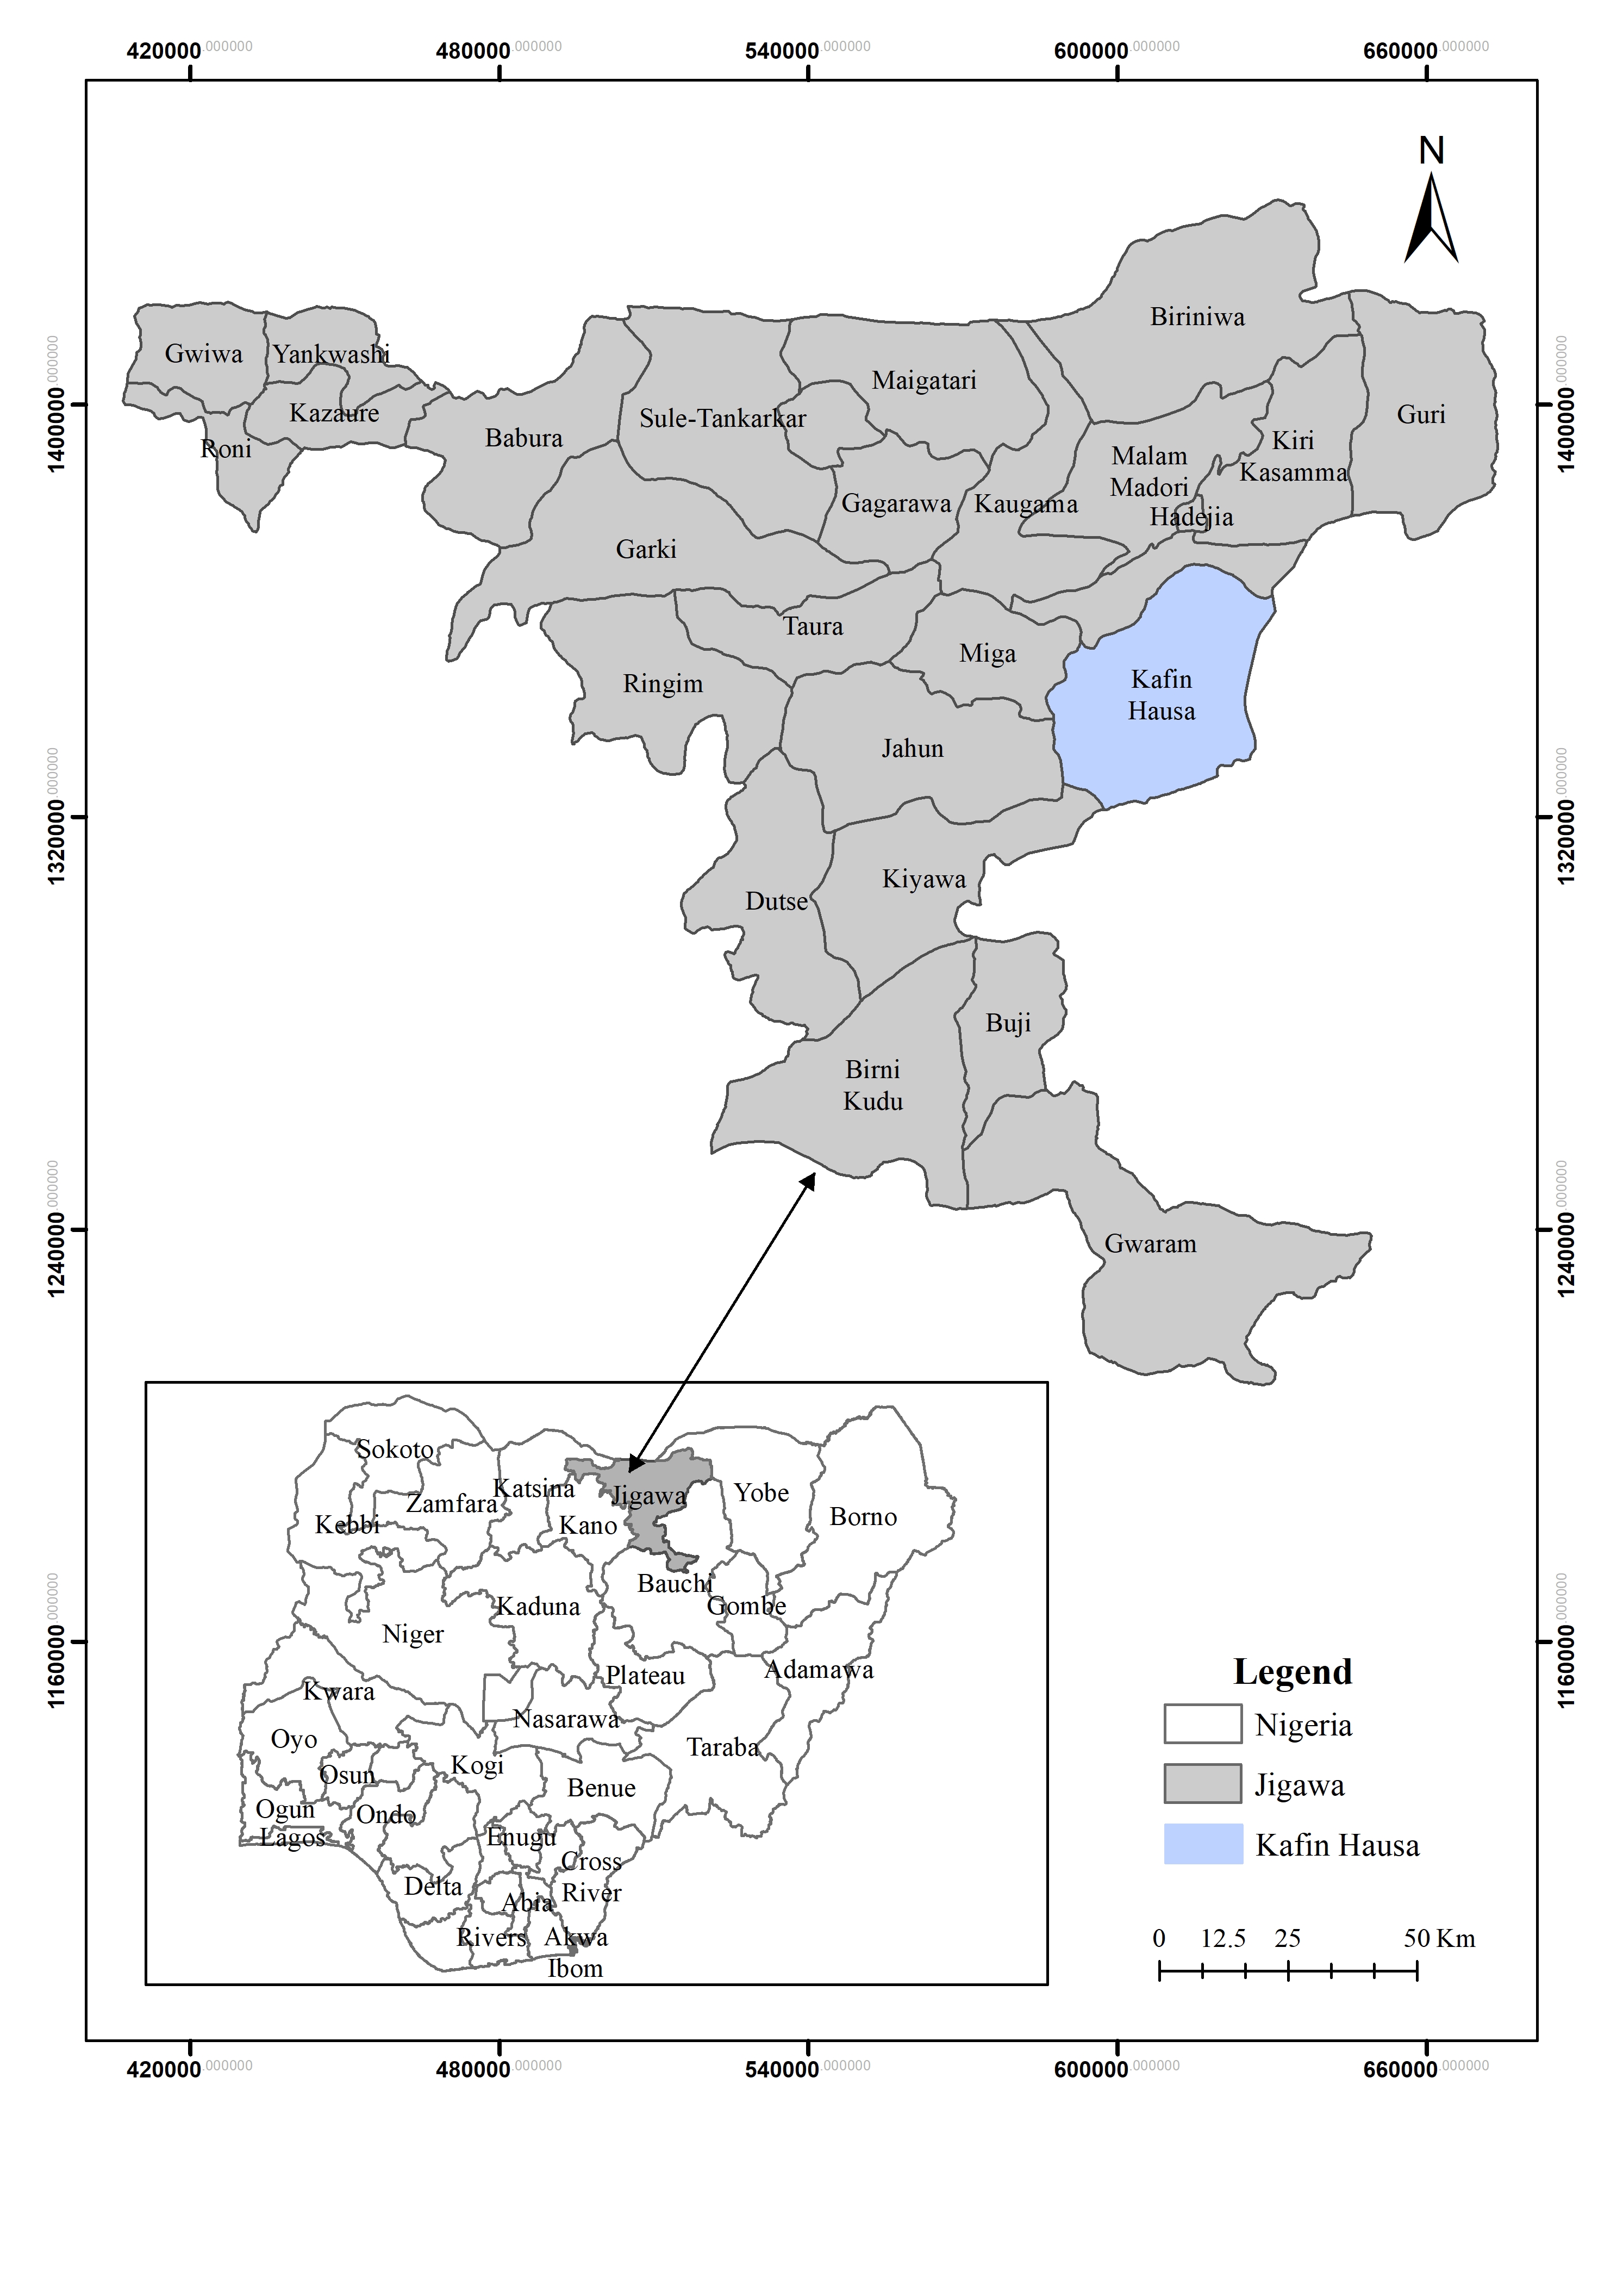 420000.000000 480000.000000 540000.000000 600000.000000 660000.000000
N
Biriniwa
Gwiwa Yankwashi
Maigatari
Kazaure Sule-Tankarkar Guri
Babura Kiri
Roni Malam Kasamma
Madori
Gagarawa Kaugama
Hadejia
Garki
Taura
Miga
Ringim Kafin
Hausa
Jahun
Kiyawa
Dutse
Buji
Birni
Kudu
Gwaram
1400000.000000
1320000.000000
1240000.000000
1160000.000000
1400000.000000
1320000.000000
1240000.000000
1160000.000000
Sokoto
Katsina Jigawa Yobe
Zamfara
Kebbi Kano Borno
Bauchi
Kaduna Gombe
Niger
Plateau Adamawa
Kwara
Nasarawa
Oyo Taraba
Kogi
Osun Benue
Ogun Ondo
Lagos Enugu
Cross
River
Delta
Abia
Rivers Akwa
Ibom
Legend
Nigeria
Jigawa
Kafin Hausa
0 12.5 25 50 Km
420000.000000 480000.000000 540000.000000 600000.000000 660000.000000